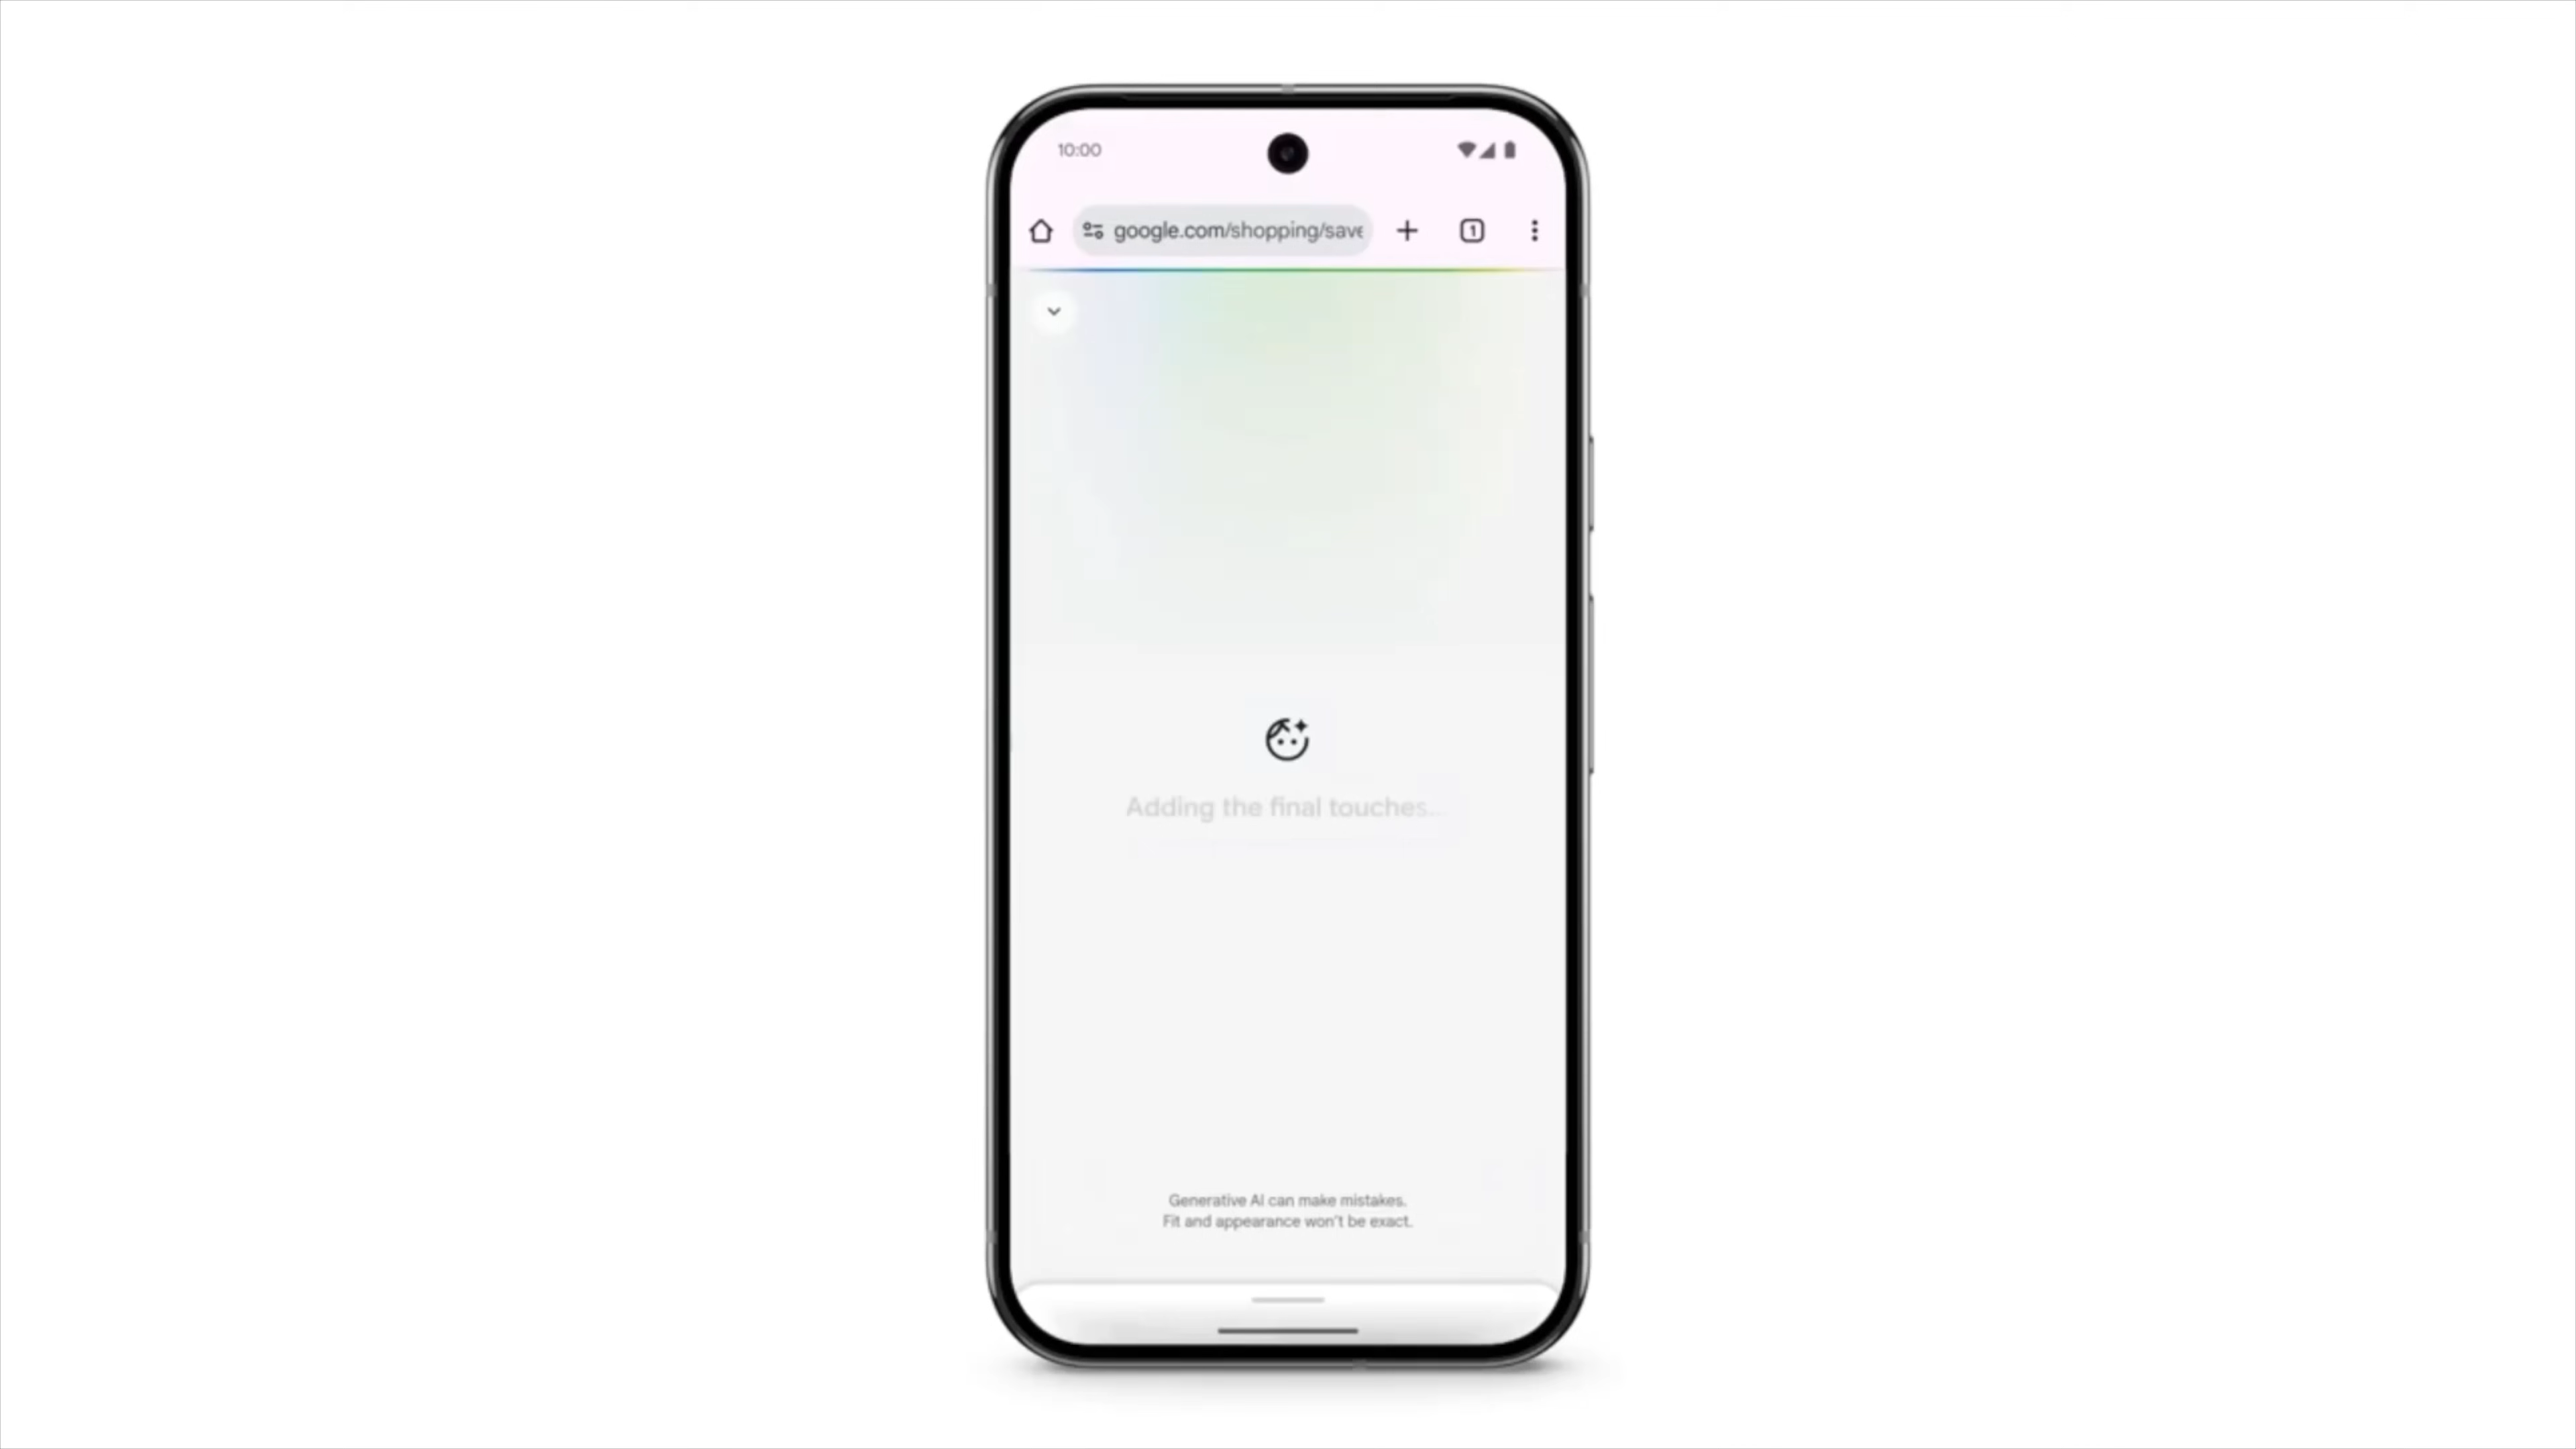 10:00
google.com/shopping/save
1
Adding the final touches...
Generative AI can make mistakes.
Fit and appearance won't be exact.